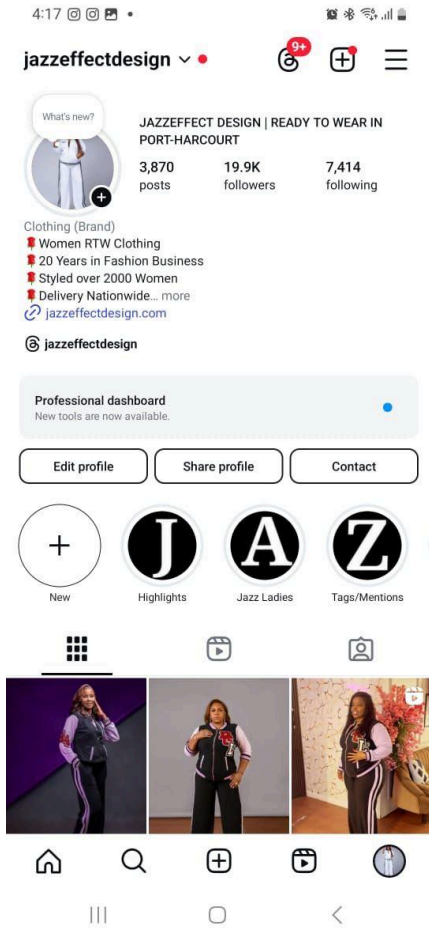 4:17
jazzeffectdesign
9+
What's new?
JAZZEFFECT DESIGN | READY TO WEAR IN
PORT-HARCOURT
3,870
posts
19.9K
followers
7,414
following
Clothing (Brand)
Women RTW Clothing
20 Years in Fashion Business
Styled over 2000 Women
Delivery Nationwide... more
jazzeffectdesign.com
jazzeffectdesign
Professional dashboard
New tools are now available.
Edit profile
Share profile
Contact
J
A
Z
New
Highlights
Jazz Ladies
Tags/Mentions